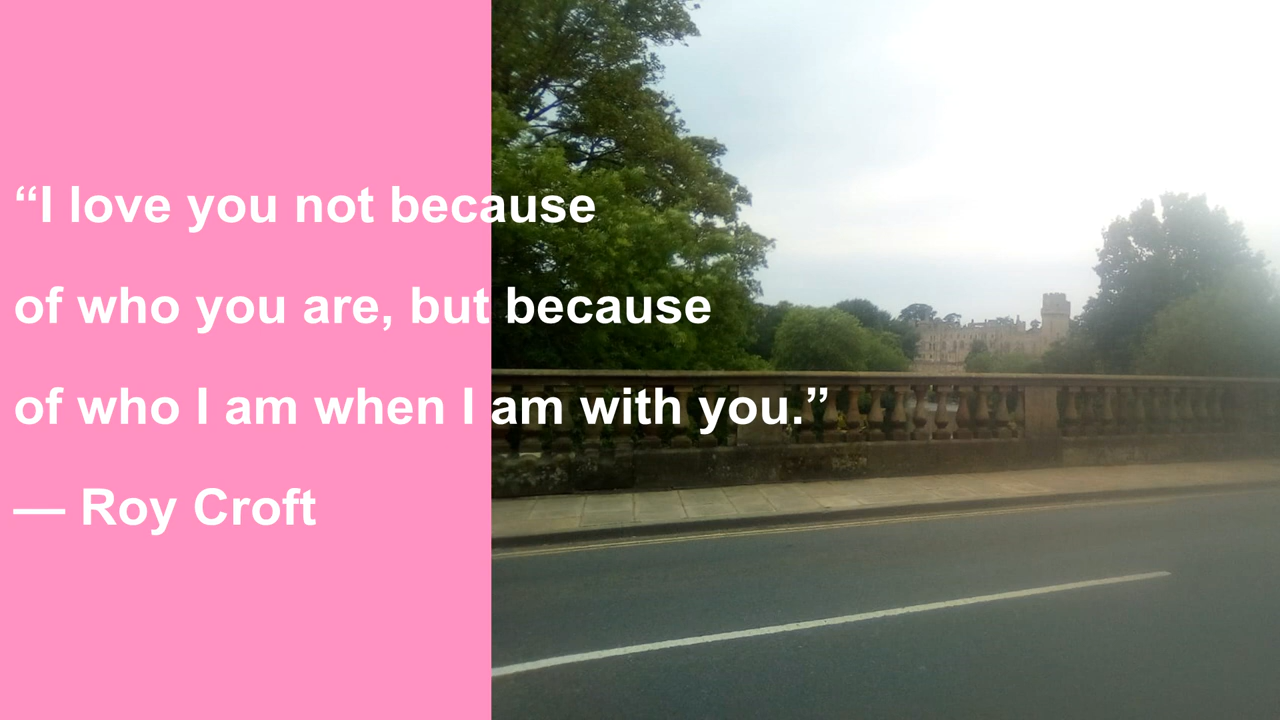 “I love you not because
of who you are, but because
of who I am when I am with you.”
— Roy Croft